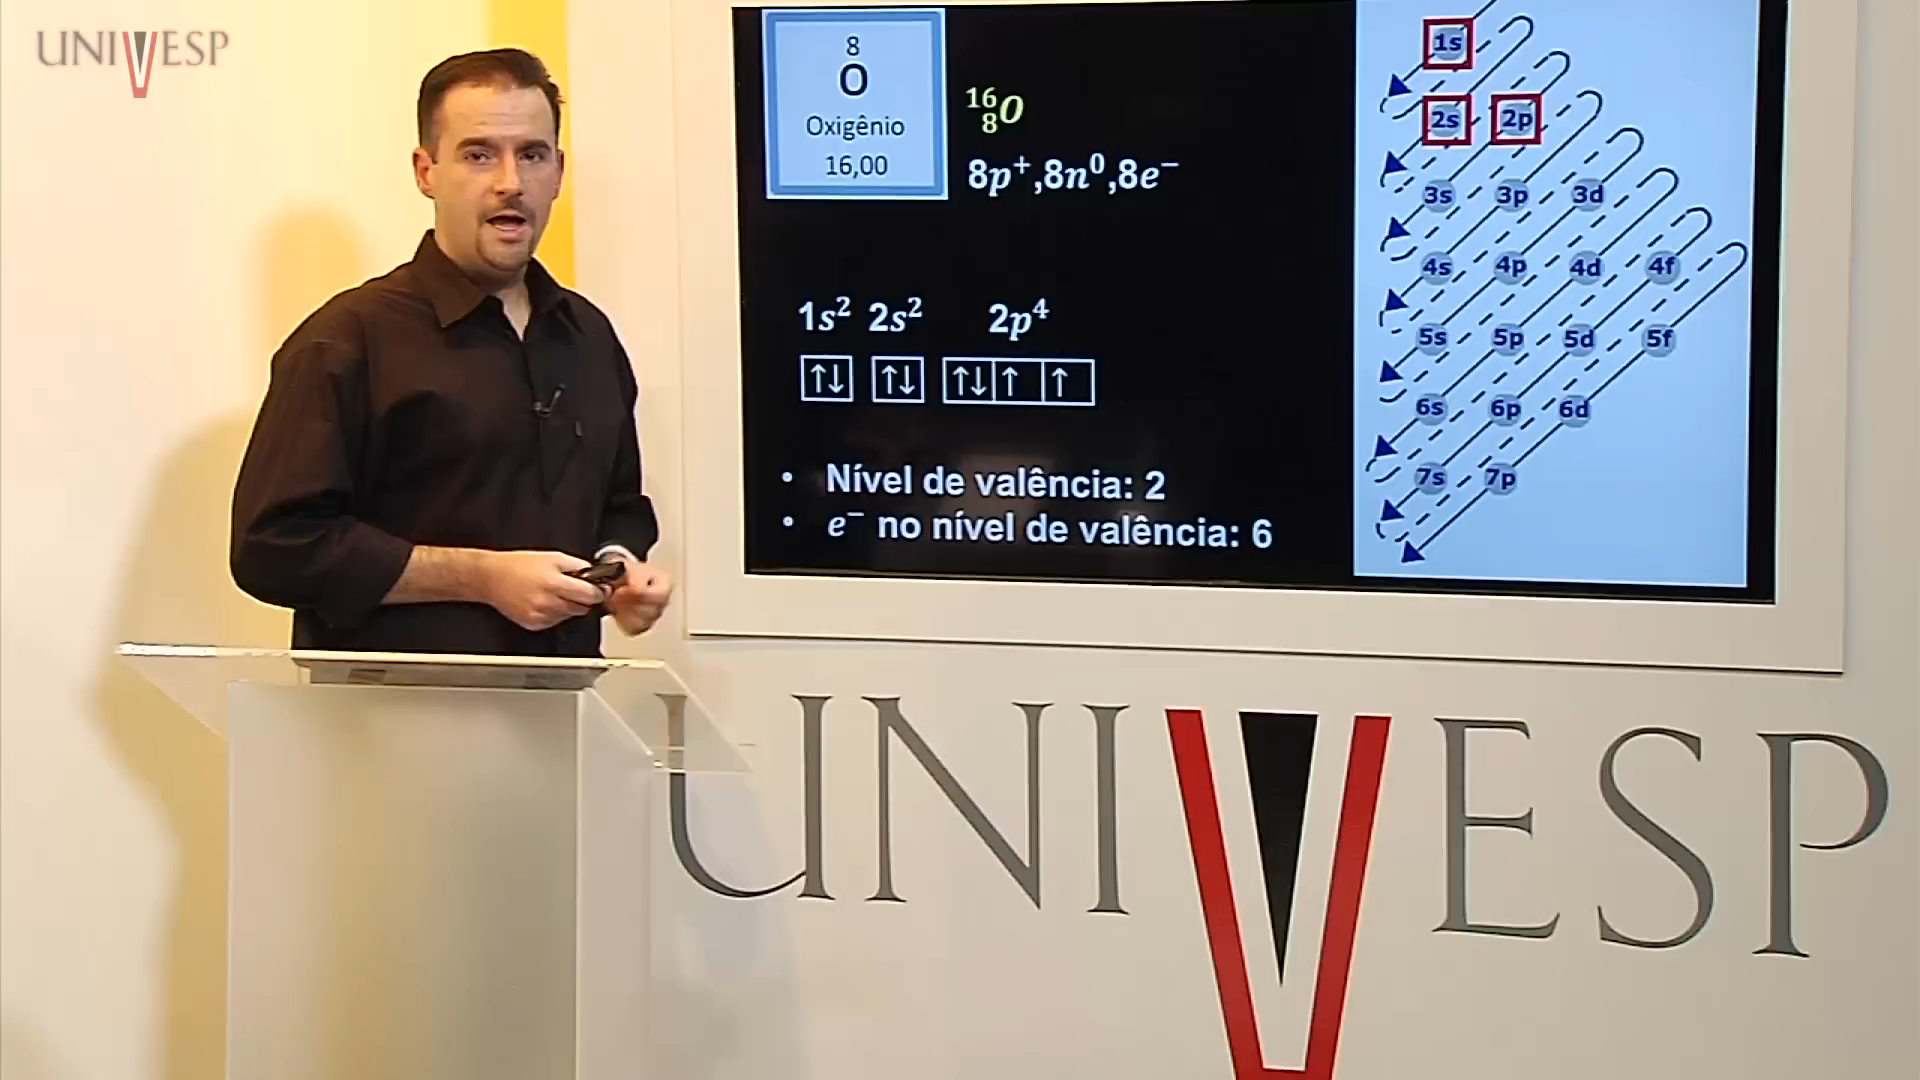 UNIVESP
8
O
Oxigênio
16,00
¹⁶₈O
8p⁺,8n⁰,8e⁻
1s² 2s² 2p⁴
↑↓ ↑↓ ↑↓ ↑ ↑
• Nível de valência: 2
• e⁻ no nível de valência: 6
1s
2s 2p
3s 3p 3d
4s 4p 4d 4f
5s 5p 5d 5f
6s 6p 6d
7s 7p
UNIVESP